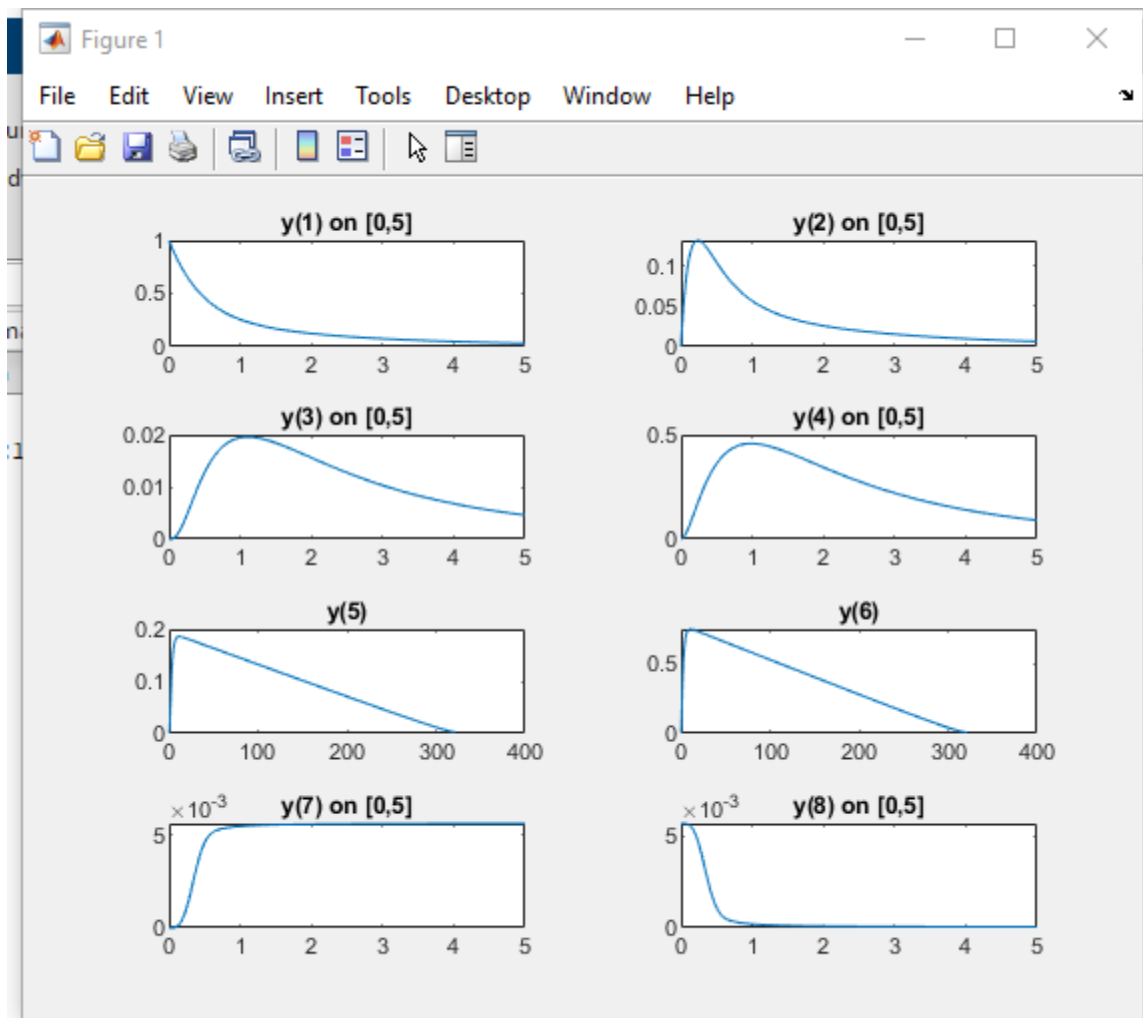 Figure 1
File Edit View Insert Tools Desktop Window Help
y(1) on [0,5]
1
0.5
0
0 1 2 3 4 5
y(2) on [0,5]
0.1
0.05
0
0 1 2 3 4 5
y(3) on [0,5]
0.02
0.01
0
0 1 2 3 4 5
y(4) on [0,5]
0.5
0
0 1 2 3 4 5
y(5)
0.2
0.1
0
0 100 200 300 400
y(6)
0.5
0
0 100 200 300 400
×10⁻³ y(7) on [0,5]
5
0
0 1 2 3 4 5
×10⁻³ y(8) on [0,5]
5
0
0 1 2 3 4 5